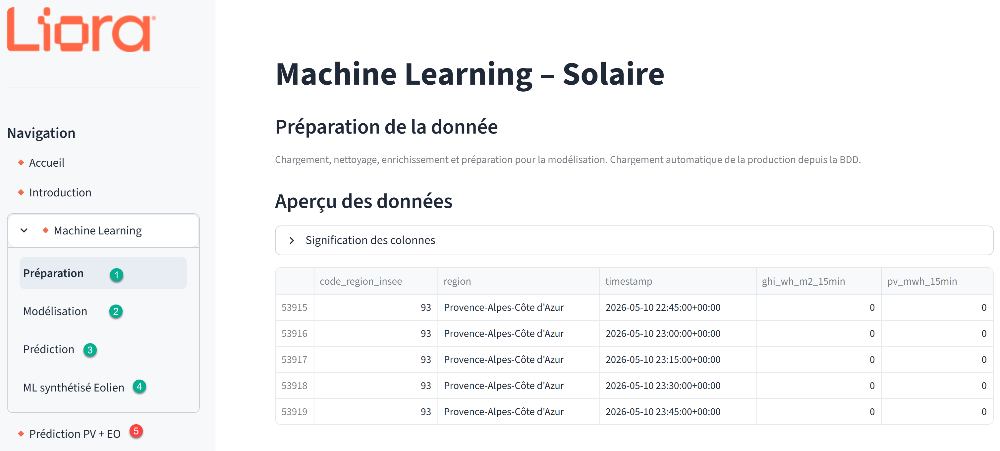 Liora©
Navigation
Accueil
Introduction
Machine Learning
Préparation 1
Modélisation 2
Prédiction 3
ML synthétisé Eolien 4
Prédiction PV + EO 5
Machine Learning – Solaire
Préparation de la donnée
Chargement, nettoyage, enrichissement et préparation pour la modélisation. Chargement automatique de la production depuis la BDD.
Aperçu des données
Signification des colonnes
code_region_insee region timestamp ghi_wh_m2_15min pv_mwh_15min
53915 93 Provence-Alpes-Côte d'Azur 2026-05-10 22:45:00+00:00 0 0
53916 93 Provence-Alpes-Côte d'Azur 2026-05-10 23:00:00+00:00 0 0
53917 93 Provence-Alpes-Côte d'Azur 2026-05-10 23:15:00+00:00 0 0
53918 93 Provence-Alpes-Côte d'Azur 2026-05-10 23:30:00+00:00 0 0
53919 93 Provence-Alpes-Côte d'Azur 2026-05-10 23:45:00+00:00 0 0